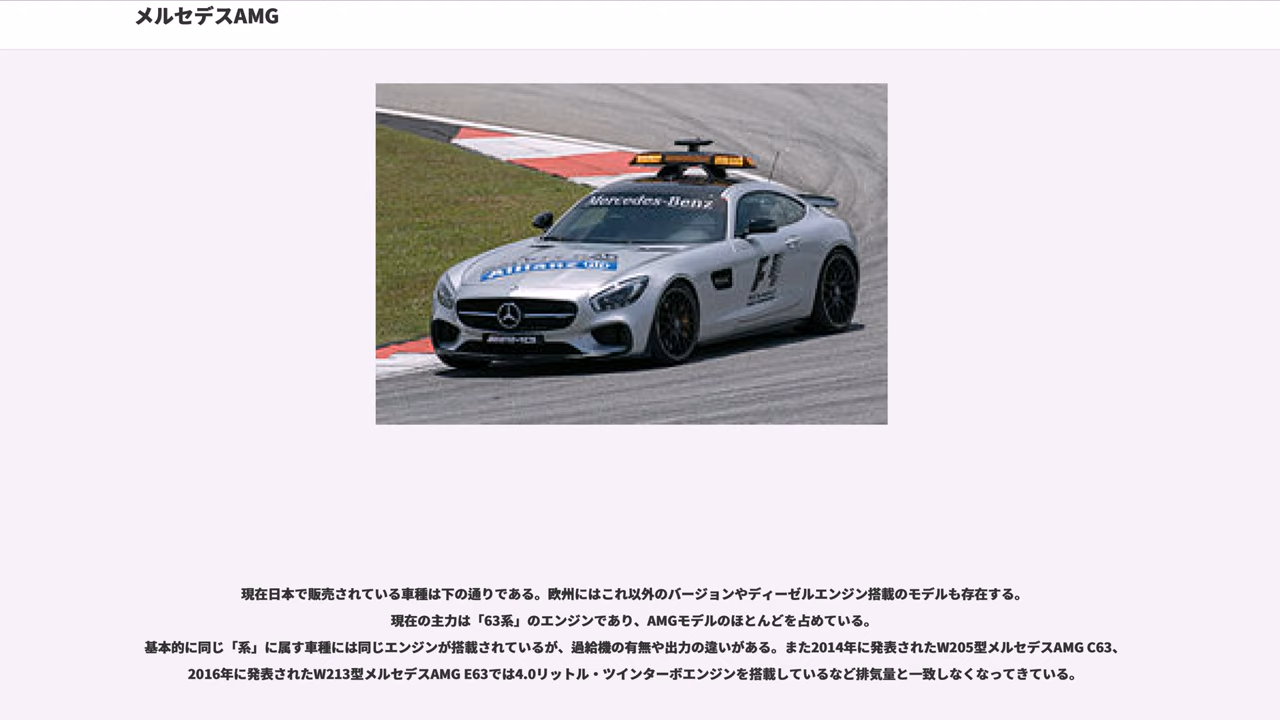 メルセデスAMG
Mercedes-Benz
Allianz
F1
現在日本で販売されている車種は下の通りである。欧州にはこれ以外のバージョンやディーゼルエンジン搭載のモデルも存在する。
現在の主力は「63系」のエンジンであり、AMGモデルのほとんどを占めている。
基本的に同じ「系」に属す車種には同じエンジンが搭載されているが、過給機の有無や出力の違いがある。また2014年に発表されたW205型メルセデスAMG C63、
2016年に発表されたW213型メルセデスAMG E63では4.0リットル・ツインターボエンジンを搭載しているなど排気量と一致しなくなってきている。